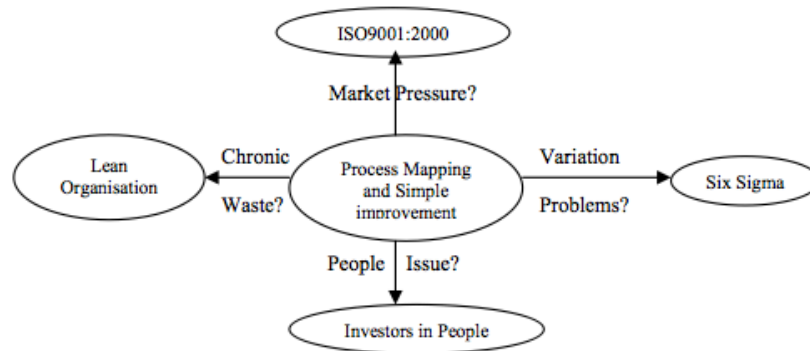 ISO9001:2000
Market Pressure?
Lean
Organisation
Chronic
Waste?
Process Mapping
and Simple
improvement
Variation
Problems?
Six Sigma
People Issue?
Investors in People